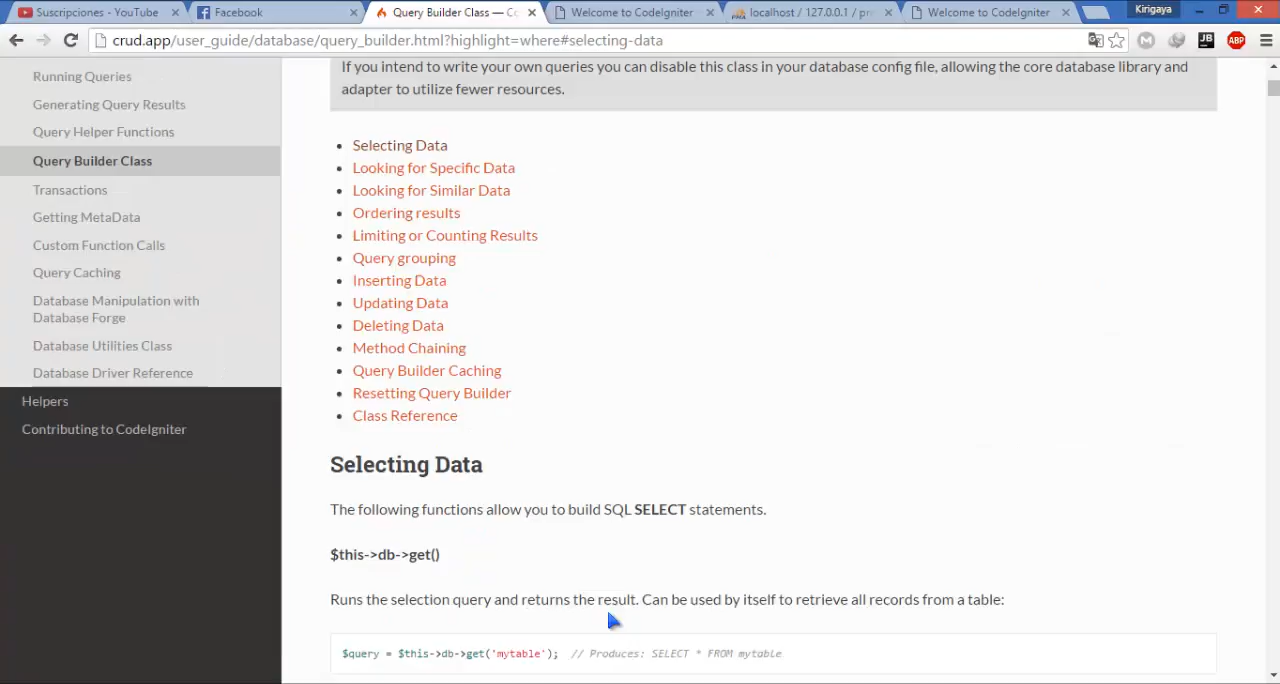 Suscripciones - YouTube
Facebook
Query Builder Class — Co
Welcome to CodeIgniter
localhost / 127.0.0.1 / pr
Welcome to CodeIgniter
Kirigaya
crud.app/user_guide/database/query_builder.html?highlight=where#selecting-data
Running Queries
Generating Query Results
Query Helper Functions
Query Builder Class
Transactions
Getting MetaData
Custom Function Calls
Query Caching
Database Manipulation with
Database Forge
Database Utilities Class
Database Driver Reference
Helpers
Contributing to CodeIgniter
If you intend to write your own queries you can disable this class in your database config file, allowing the core database library and
adapter to utilize fewer resources.
Selecting Data
Looking for Specific Data
Looking for Similar Data
Ordering results
Limiting or Counting Results
Query grouping
Inserting Data
Updating Data
Deleting Data
Method Chaining
Query Builder Caching
Resetting Query Builder
Class Reference
Selecting Data
The following functions allow you to build SQL SELECT statements.
$this->db->get()
Runs the selection query and returns the result. Can be used by itself to retrieve all records from a table:
$query = $this->db->get('mytable');  // Produces: SELECT * FROM mytable